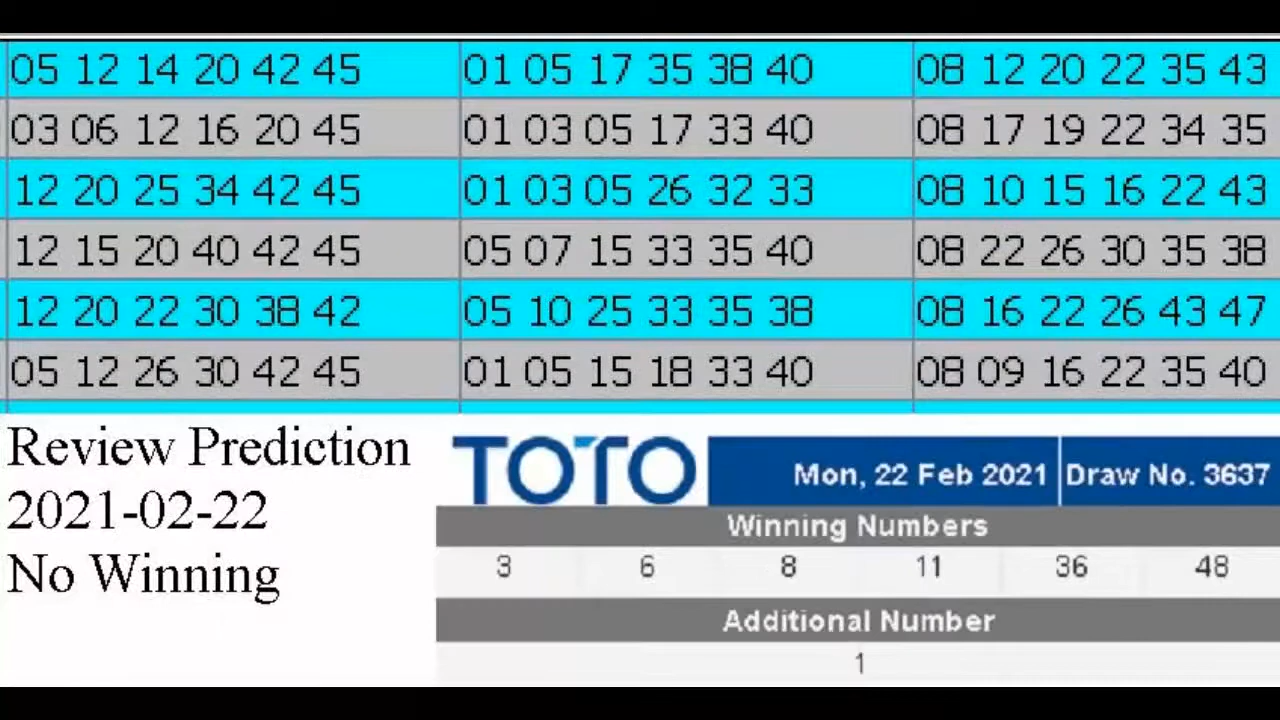 05 12 14 20 42 45 01 05 17 35 38 40 08 12 20 22 35 43
03 06 12 16 20 45 01 03 05 17 33 40 08 17 19 22 34 35
12 20 25 34 42 45 01 03 05 26 32 33 08 10 15 16 22 43
12 15 20 40 42 45 05 07 15 33 35 40 08 22 26 30 35 38
12 20 22 30 38 42 05 10 25 33 35 38 08 16 22 26 43 47
05 12 26 30 42 45 01 05 15 18 33 40 08 09 16 22 35 40
Review Prediction
2021-02-22
No Winning
TOTO Mon, 22 Feb 2021 Draw No. 3637
Winning Numbers
3 6 8 11 36 48
Additional Number
1